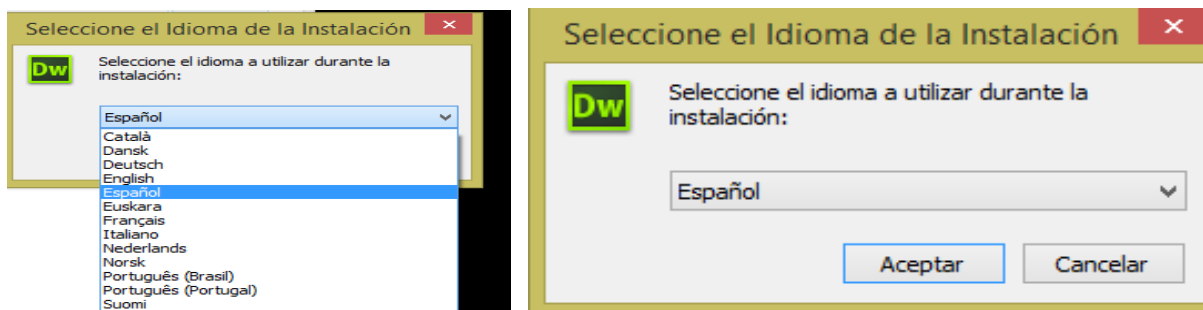 Seleccione el Idioma de la Instalación
Dw
Seleccione el idioma a utilizar durante la
instalación:
Español
Català
Dansk
Deutsch
English
Español
Euskara
Français
Italiano
Nederlands
Norsk
Português (Brasil)
Português (Portugal)
Suomi
Seleccione el Idioma de la Instalación
Dw
Seleccione el idioma a utilizar durante la
instalación:
Español
Aceptar
Cancelar